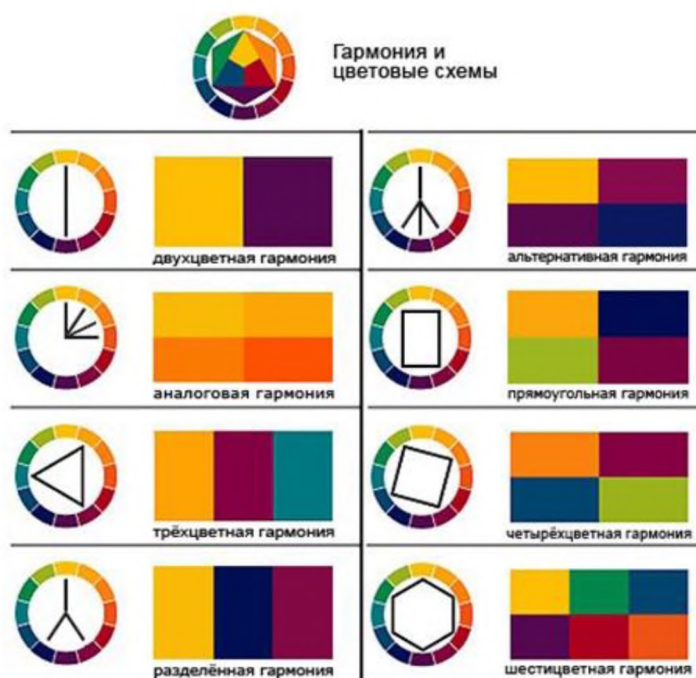 Гармония и
цветовые схемы
двухцветная гармония
альтернативная гармония
аналоговая гармония
прямоугольная гармония
трёхцветная гармония
четырёхцветная гармония
разделённая гармония
шестицветная гармония